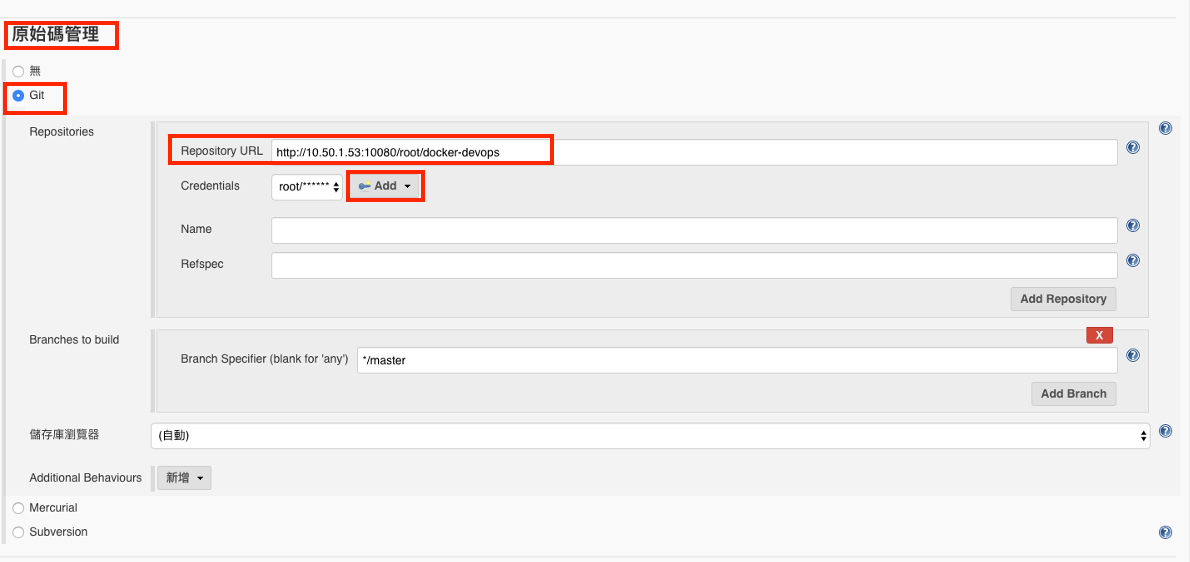 原始碼管理
無
Git
Repositories
Repository URL http://10.50.1.53:10080/root/docker-devops
Credentials root/****** Add
Name
Refspec
Add Repository
Branches to build
X
Branch Specifier (blank for 'any') */master
Add Branch
儲存庫瀏覽器 (自動)
Additional Behaviours 新增
Mercurial
Subversion